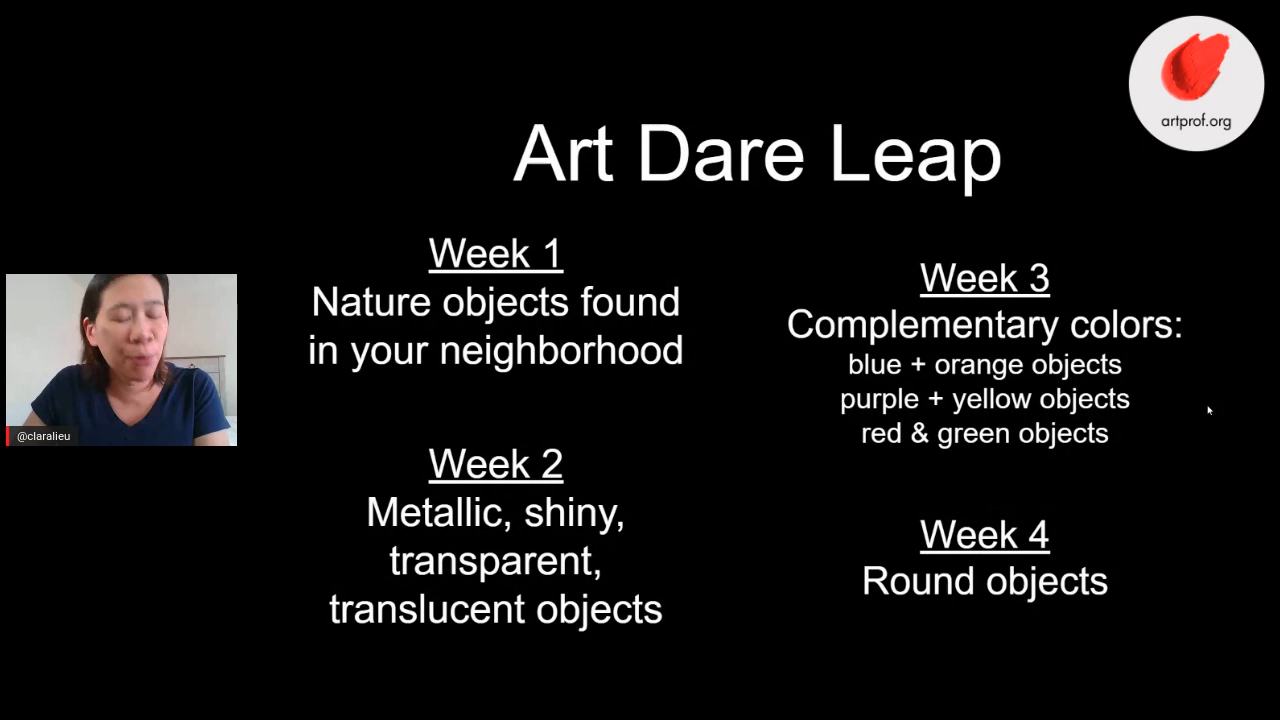 artprof.org
Art Dare Leap
Week 1
Nature objects found
in your neighborhood
Week 2
Metallic, shiny,
transparent,
translucent objects
Week 3
Complementary colors:
blue + orange objects
purple + yellow objects
red & green objects
Week 4
Round objects
@claralieu